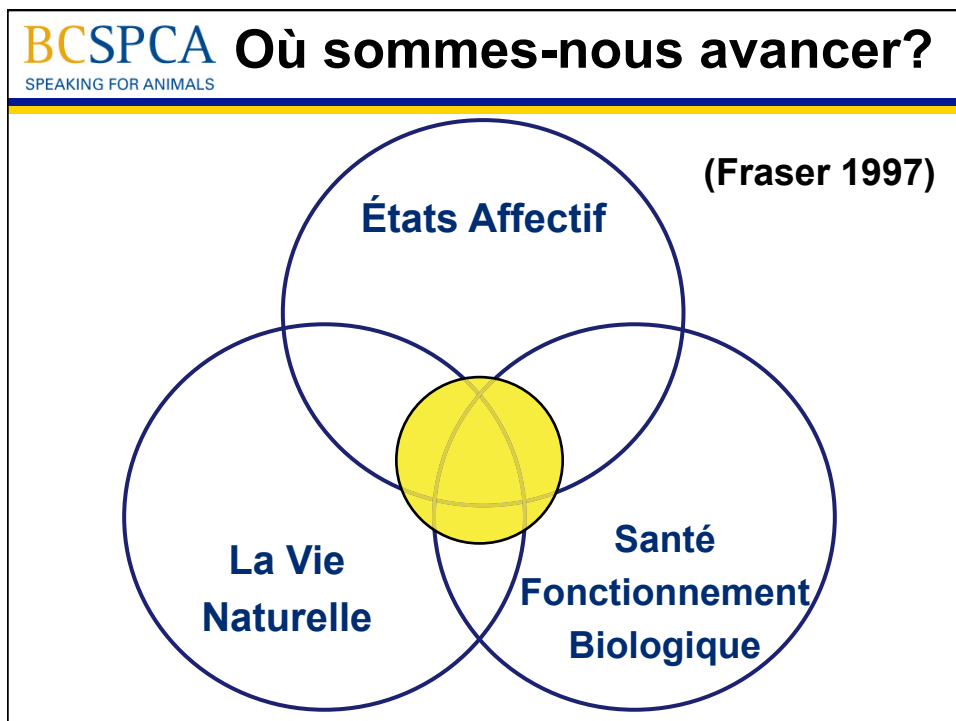 BCSPCA
SPEAKING FOR ANIMALS
Où sommes-nous avancer?
(Fraser 1997)
États Affectif
La Vie
Naturelle
Santé
Fonctionnement
Biologique